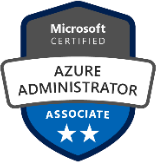 Microsoft
CERTIFIED
AZURE
ADMINISTRATOR
ASSOCIATE